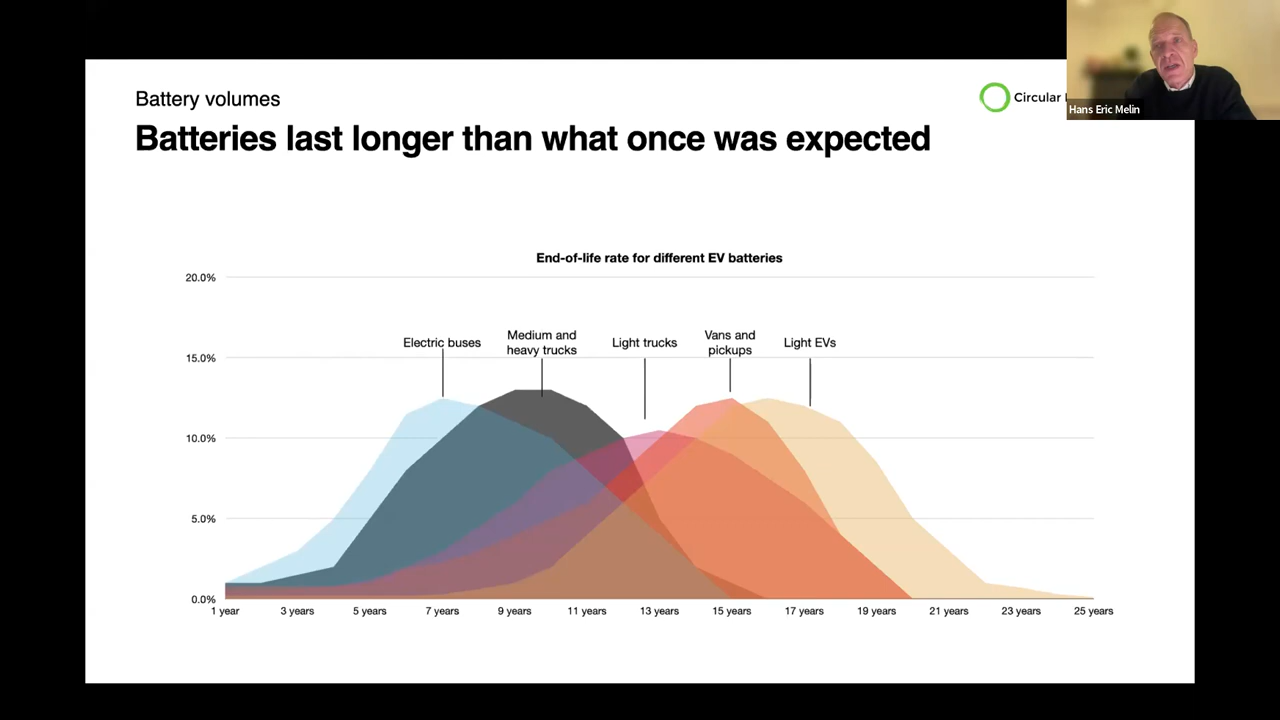 Battery volumes
Batteries last longer than what once was expected
Circular
Hans Eric Melin
End-of-life rate for different EV batteries
20.0%
15.0%
10.0%
5.0%
0.0%
Electric buses
Medium and
heavy trucks
Light trucks
Vans and
pickups
Light EVs
1 year
3 years
5 years
7 years
9 years
11 years
13 years
15 years
17 years
19 years
21 years
23 years
25 years